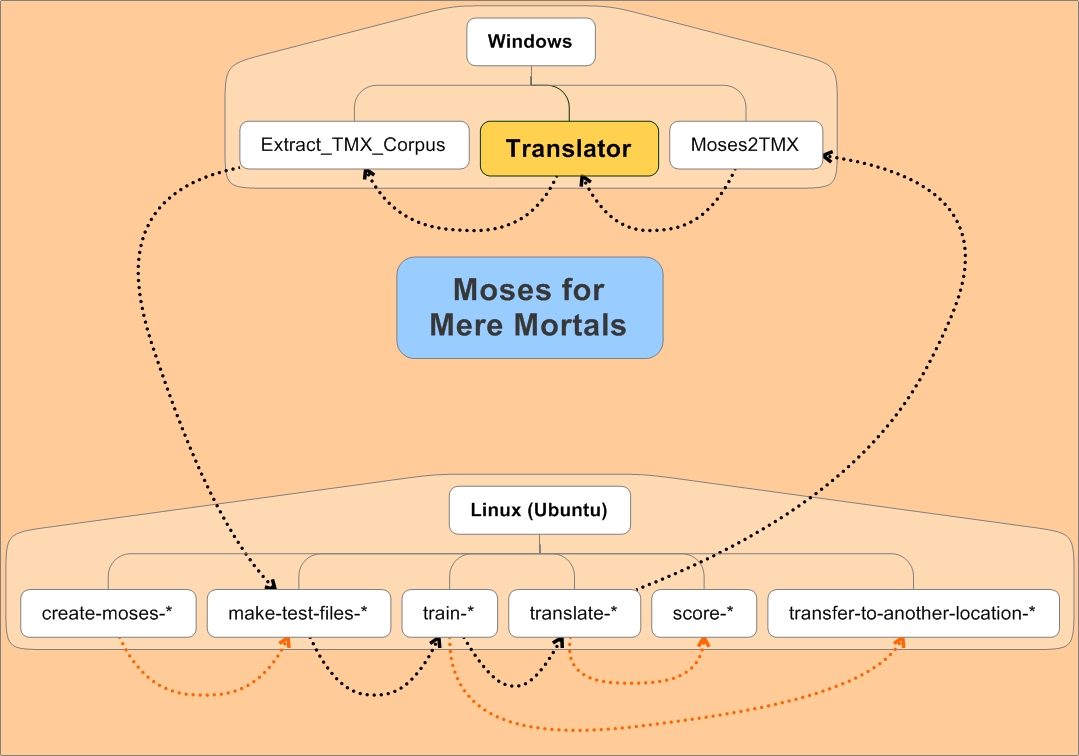 Windows
Extract_TMX_Corpus
Translator
Moses2TMX
Moses for
Mere Mortals
Linux (Ubuntu)
create-moses-*
make-test-files-*
train-*
translate-*
score-*
transfer-to-another-location-*